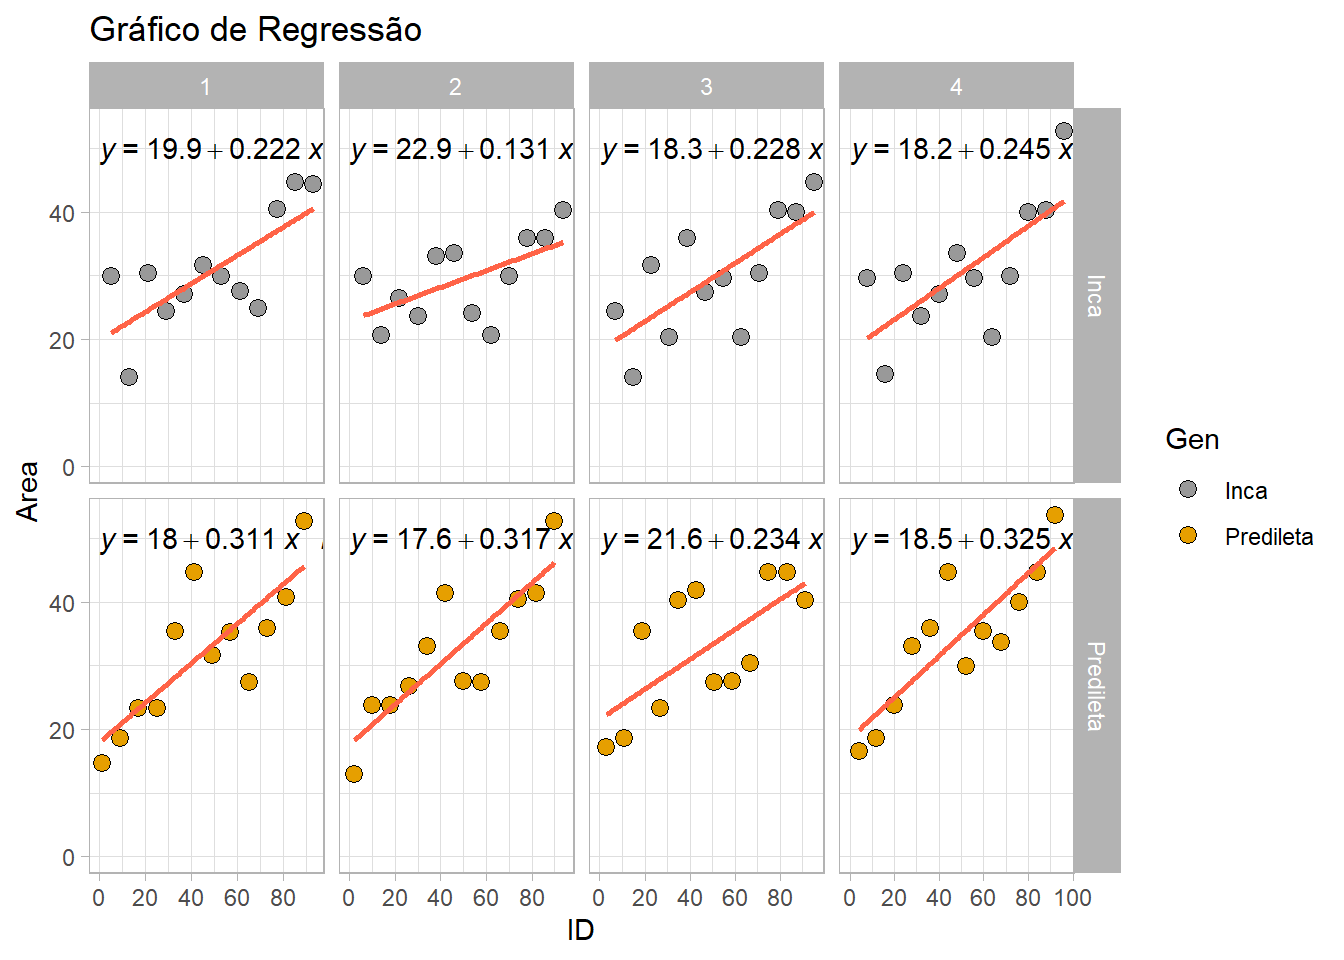 Gráfico de Regressão
1 2 3 4
y = 19.9 + 0.222 x
y = 22.9 + 0.131 x
y = 18.3 + 0.228 x
y = 18.2 + 0.245 x
40
20
0
Inca
y = 18 + 0.311 x
y = 17.6 + 0.317 x
y = 21.6 + 0.234 x
y = 18.5 + 0.325 x
40
20
0
Predileta
Area
0 20 40 60 80
0 20 40 60 80
0 20 40 60 80
0 20 40 60 80 100
ID
Gen
Inca
Predileta